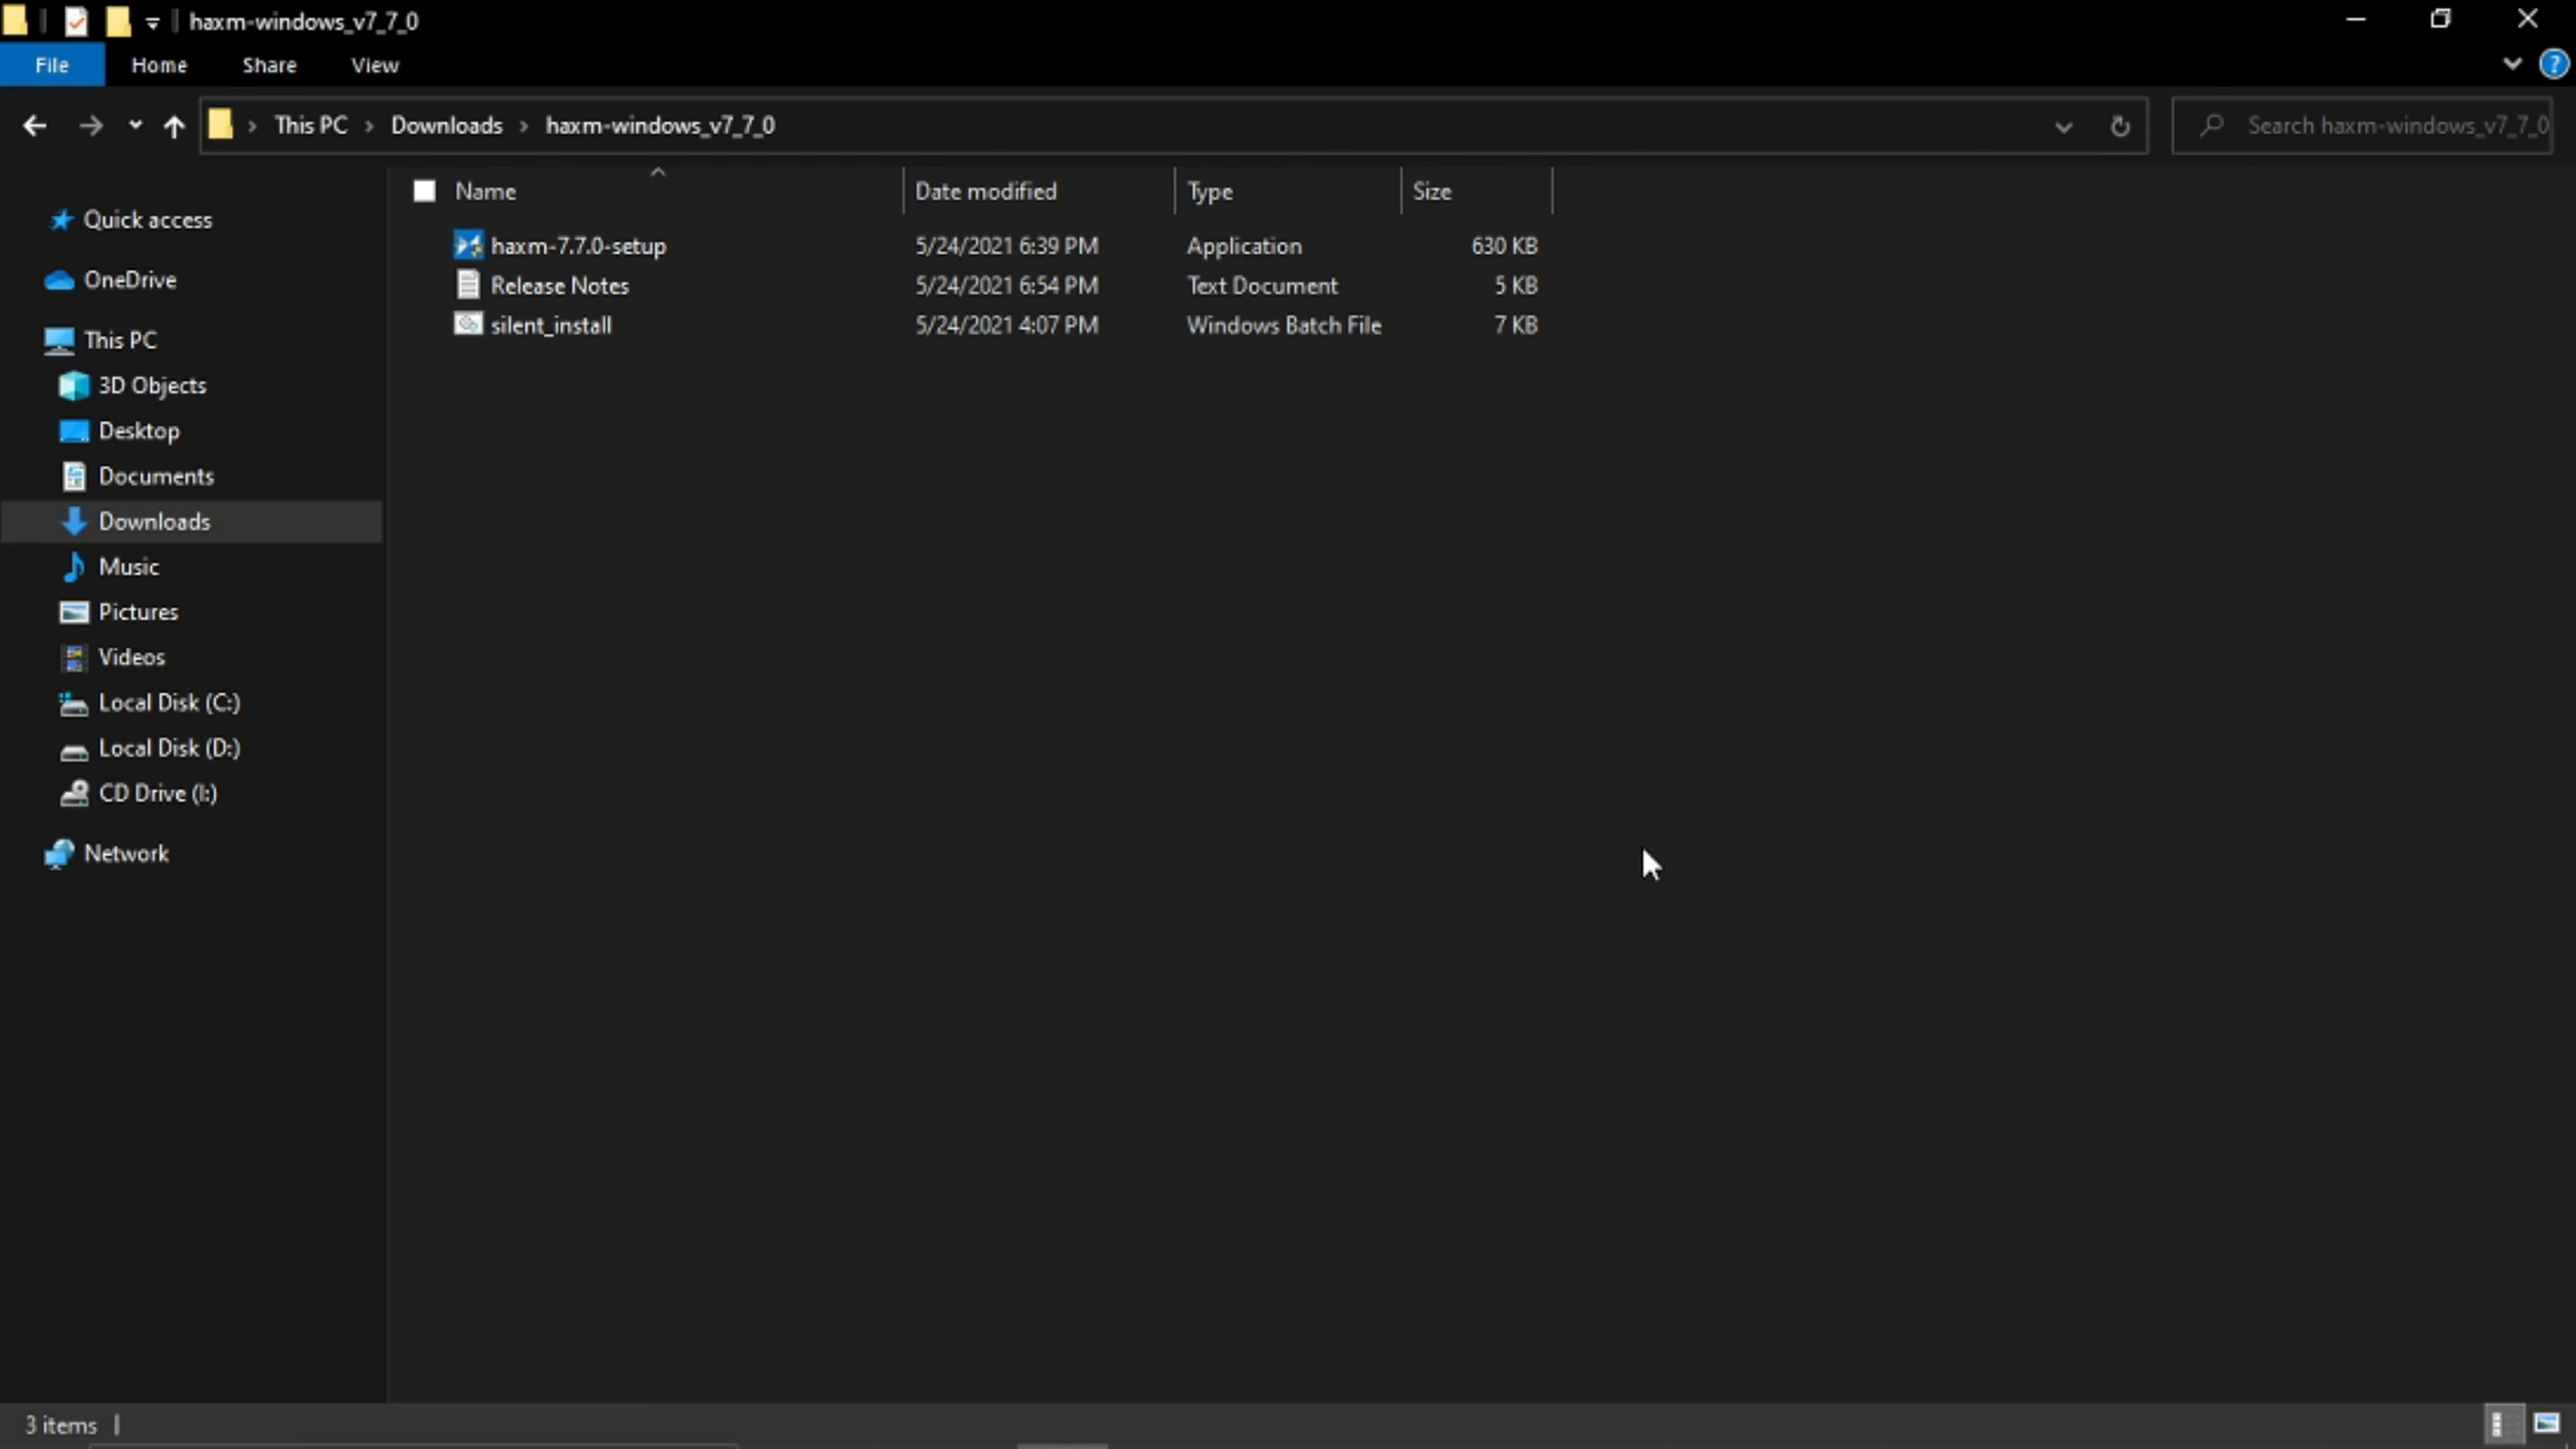 haxm-windows_v7_7_0
File Home Share View
This PC Downloads haxm-windows_v7_7_0 Search haxm-windows_v7_7_0
Name Date modified Type Size
haxm-7.7.0-setup 5/24/2021 6:39 PM Application 630 KB
Release Notes 5/24/2021 6:54 PM Text Document 5 KB
silent_install 5/24/2021 4:07 PM Windows Batch File 7 KB
Quick access
OneDrive
This PC
3D Objects
Desktop
Documents
Downloads
Music
Pictures
Videos
Local Disk (C:)
Local Disk (D:)
CD Drive (I:)
Network
3 items